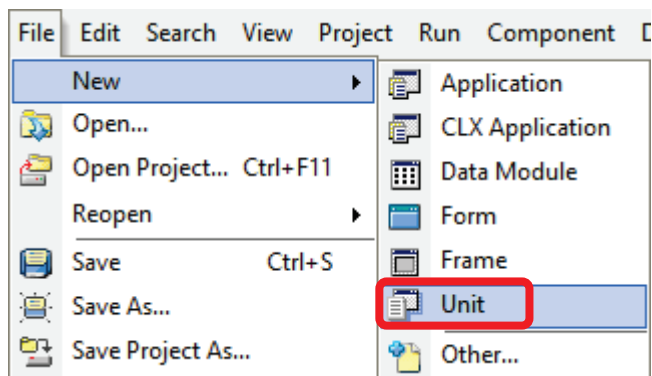 File Edit Search View Project Run Component
New
Open...
Open Project... Ctrl+F11
Reopen
Save Ctrl+S
Save As...
Save Project As...
Application
CLX Application
Data Module
Form
Frame
Unit
Other...